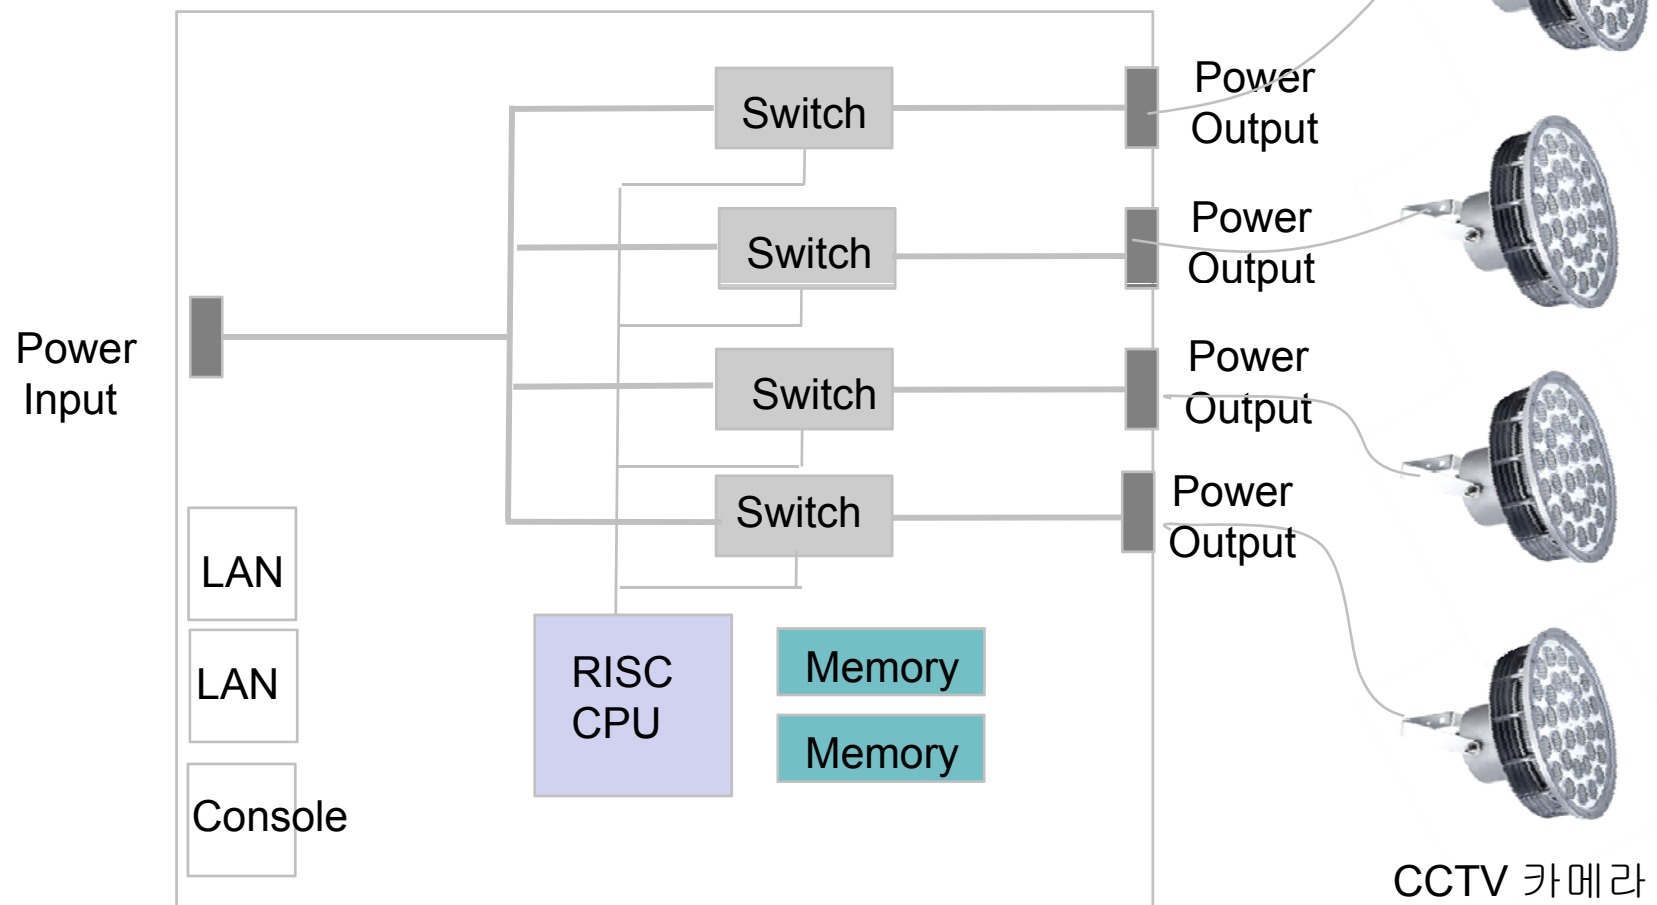 Power
Output
Switch
Power
Output
Switch
Power
Input
Power
Output
Switch
Power
Output
Switch
LAN
LAN
RISC
CPU
Memory
Memory
Console
CCTV 카메라